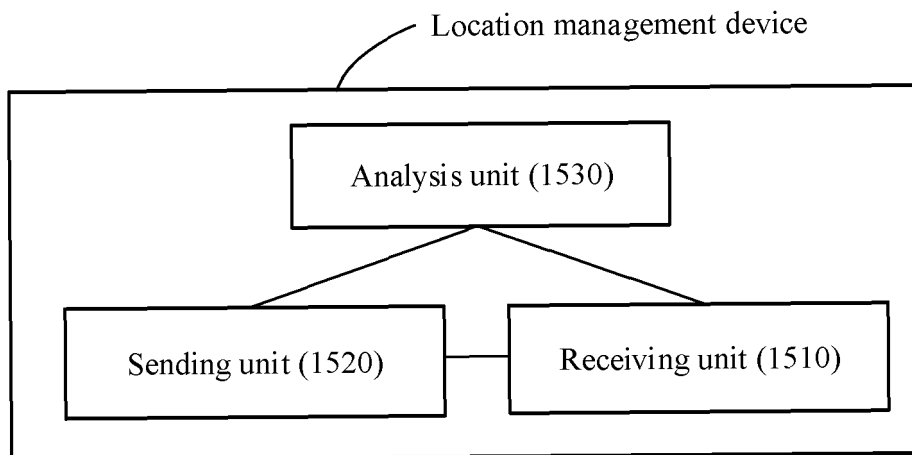 Location management device
Analysis unit (1530)
Sending unit (1520)
Receiving unit (1510)